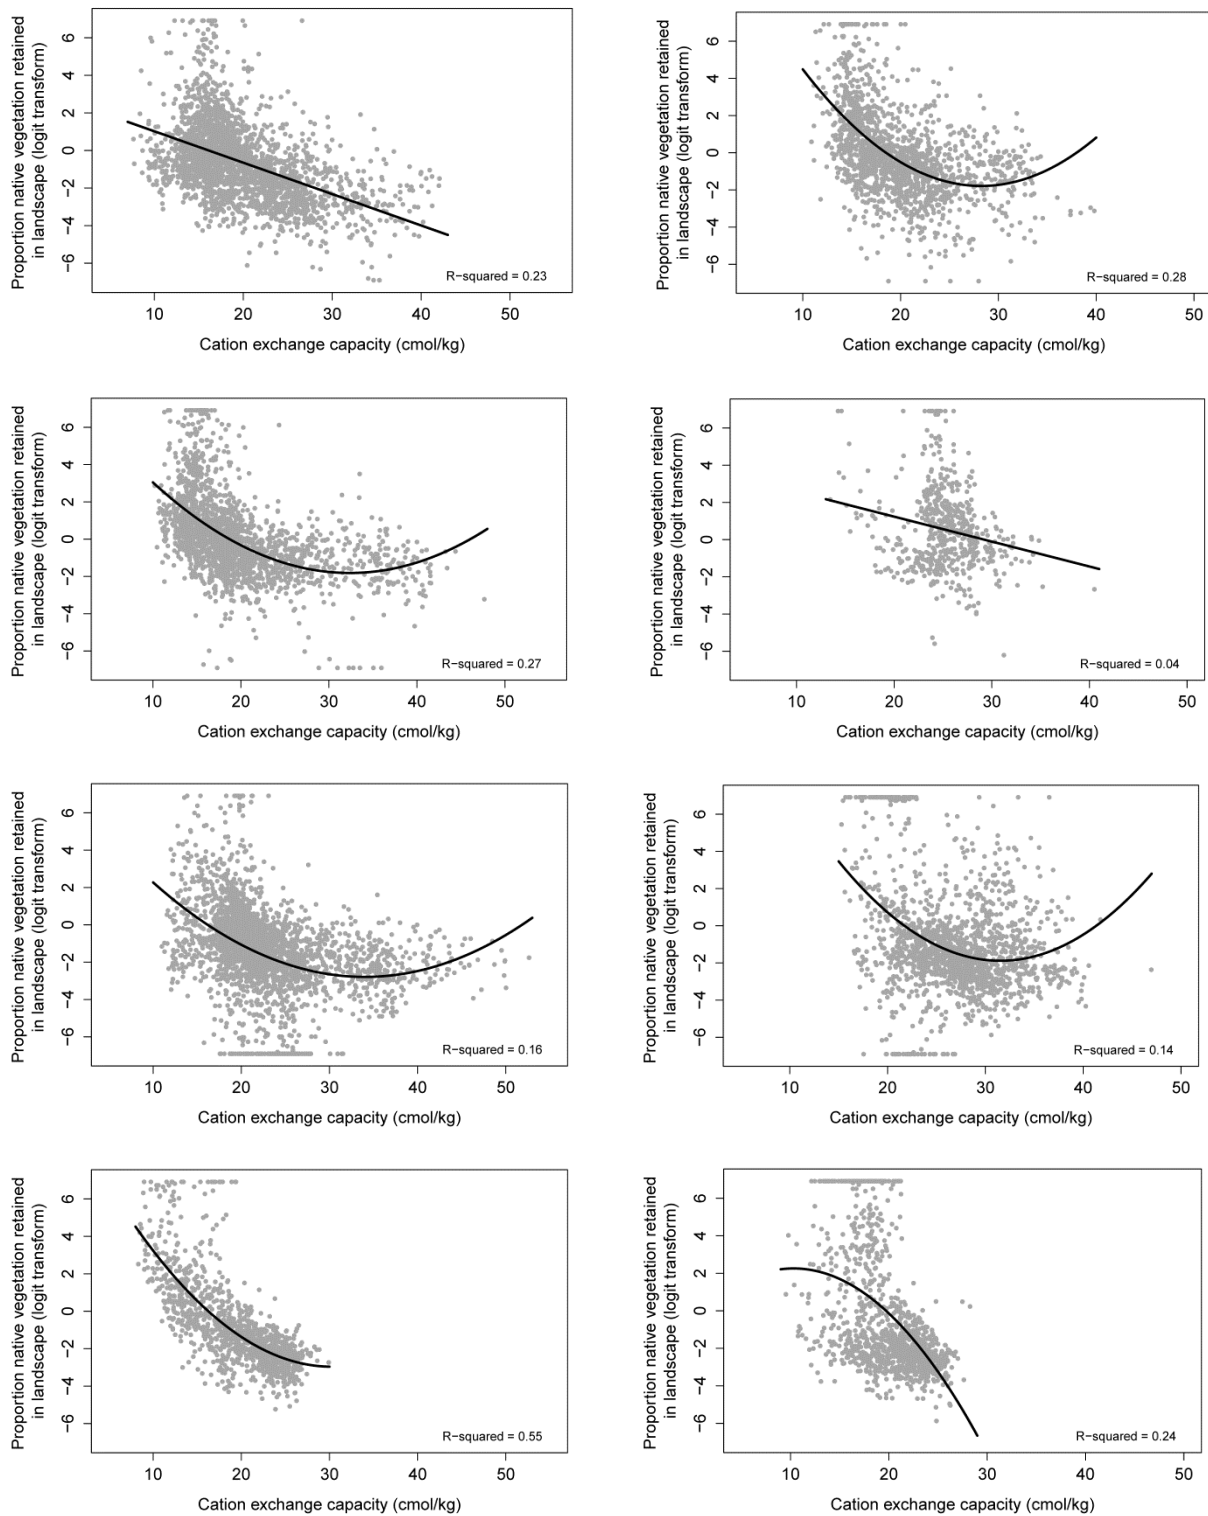 Proportion native vegetation retained
in landscape (logit transform)
6
4
2
0
−2
−4
−6
R−squared = 0.23
10 20 30 40 50
Cation exchange capacity (cmol/kg)
Proportion native vegetation retained
in landscape (logit transform)
6
4
2
0
−2
−4
−6
R−squared = 0.28
10 20 30 40 50
Cation exchange capacity (cmol/kg)
Proportion native vegetation retained
in landscape (logit transform)
6
4
2
0
−2
−4
−6
R−squared = 0.27
10 20 30 40 50
Cation exchange capacity (cmol/kg)
Proportion native vegetation retained
in landscape (logit transform)
6
4
2
0
−2
−4
−6
R−squared = 0.04
10 20 30 40 50
Cation exchange capacity (cmol/kg)
Proportion native vegetation retained
in landscape (logit transform)
6
4
2
0
−2
−4
−6
R−squared = 0.16
10 20 30 40 50
Cation exchange capacity (cmol/kg)
Proportion native vegetation retained
in landscape (logit transform)
6
4
2
0
−2
−4
−6
R−squared = 0.14
10 20 30 40 50
Cation exchange capacity (cmol/kg)
Proportion native vegetation retained
in landscape (logit transform)
6
4
2
0
−2
−4
−6
R−squared = 0.55
10 20 30 40 50
Cation exchange capacity (cmol/kg)
Proportion native vegetation retained
in landscape (logit transform)
6
4
2
0
−2
−4
−6
R−squared = 0.24
10 20 30 40 50
Cation exchange capacity (cmol/kg)